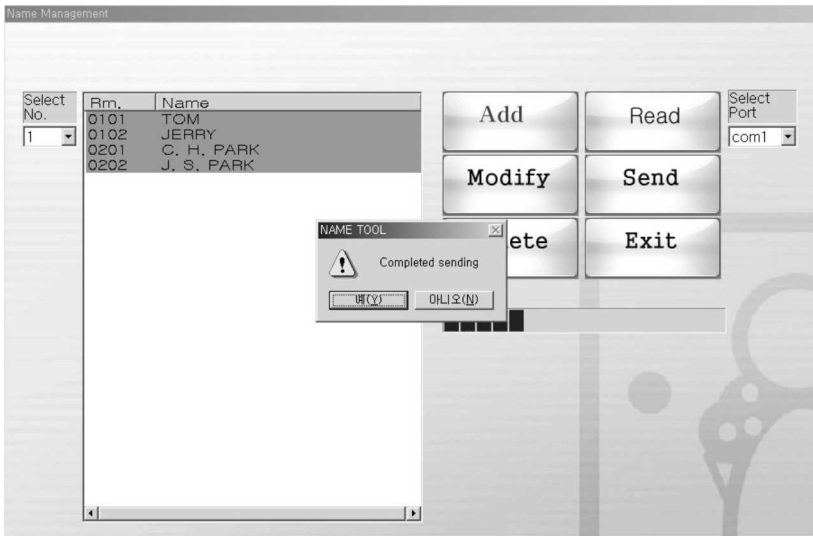 Name Management
Select
No.
1
Rm. Name
0101 TOM
0102 JERRY
0201 C. H. PARK
0202 J. S. PARK
Add
Read
Select
Port
com1
Modify
Send
ete
Exit
NAME TOOL
Completed sending
예(Y)
아니오(N)